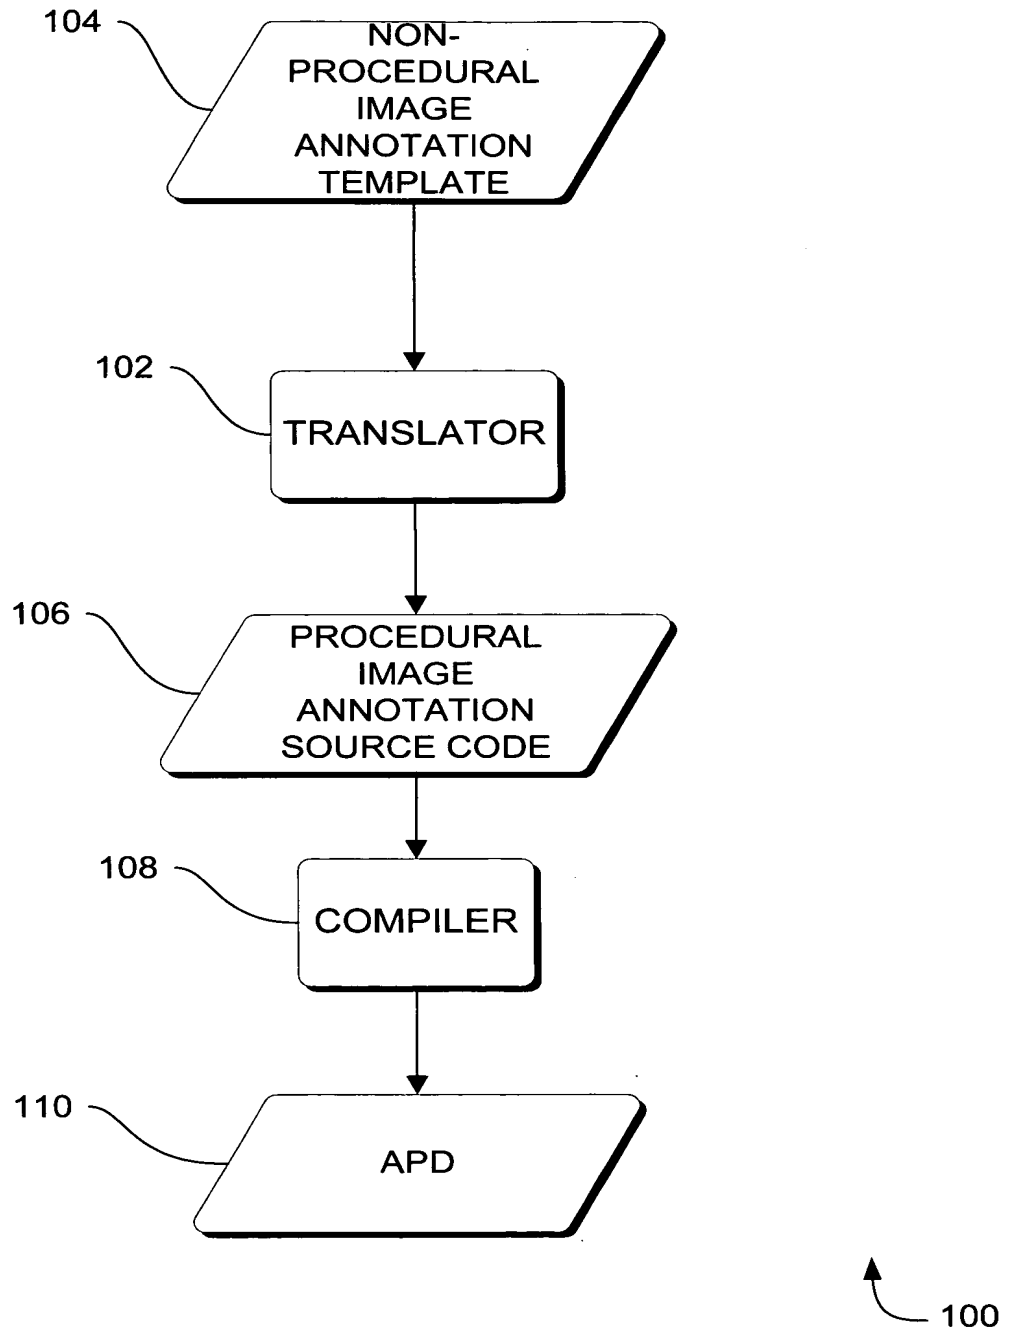 104
NON-
PROCEDURAL
IMAGE
ANNOTATION
TEMPLATE
102
TRANSLATOR
106
PROCEDURAL
IMAGE
ANNOTATION
SOURCE CODE
108
COMPILER
110
APD
100